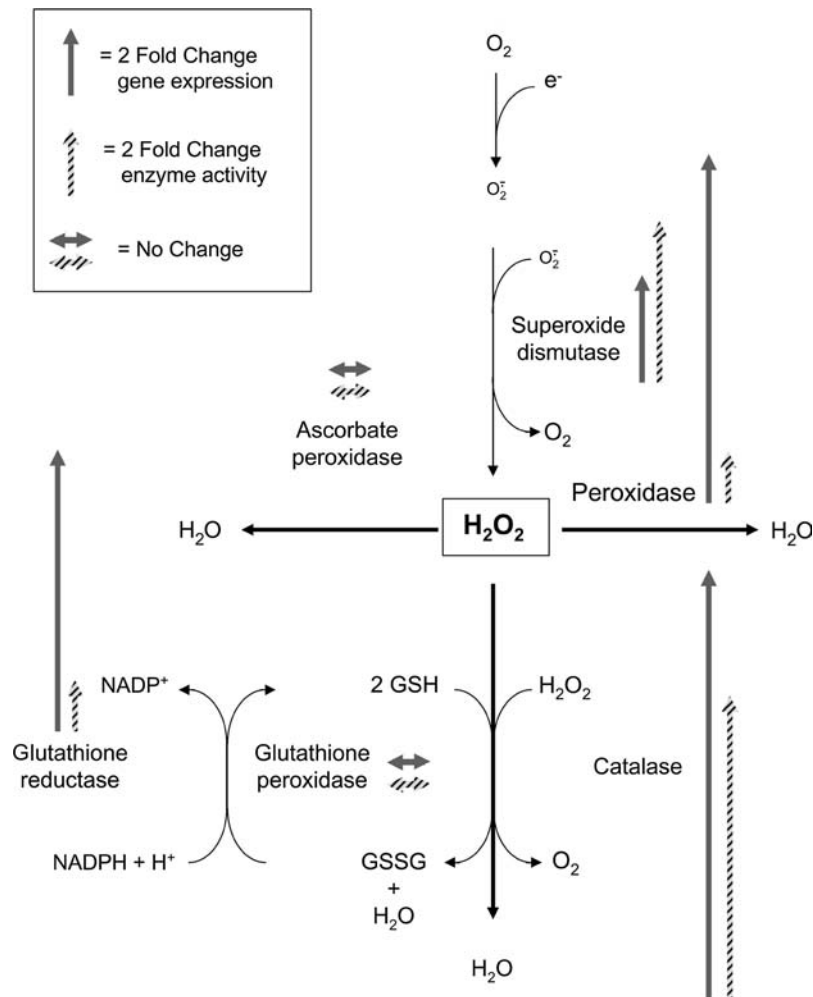 = 2 Fold Change
gene expression
= 2 Fold Change
enzyme activity
= No Change
O₂
e⁻
O₂⁻
O₂⁻
Superoxide
dismutase
O₂
Ascorbate
peroxidase
Peroxidase
H₂O
H₂O₂
H₂O
NADP⁺
2 GSH
H₂O₂
Glutathione
reductase
Glutathione
peroxidase
Catalase
NADPH + H⁺
GSSG
+
H₂O
O₂
H₂O